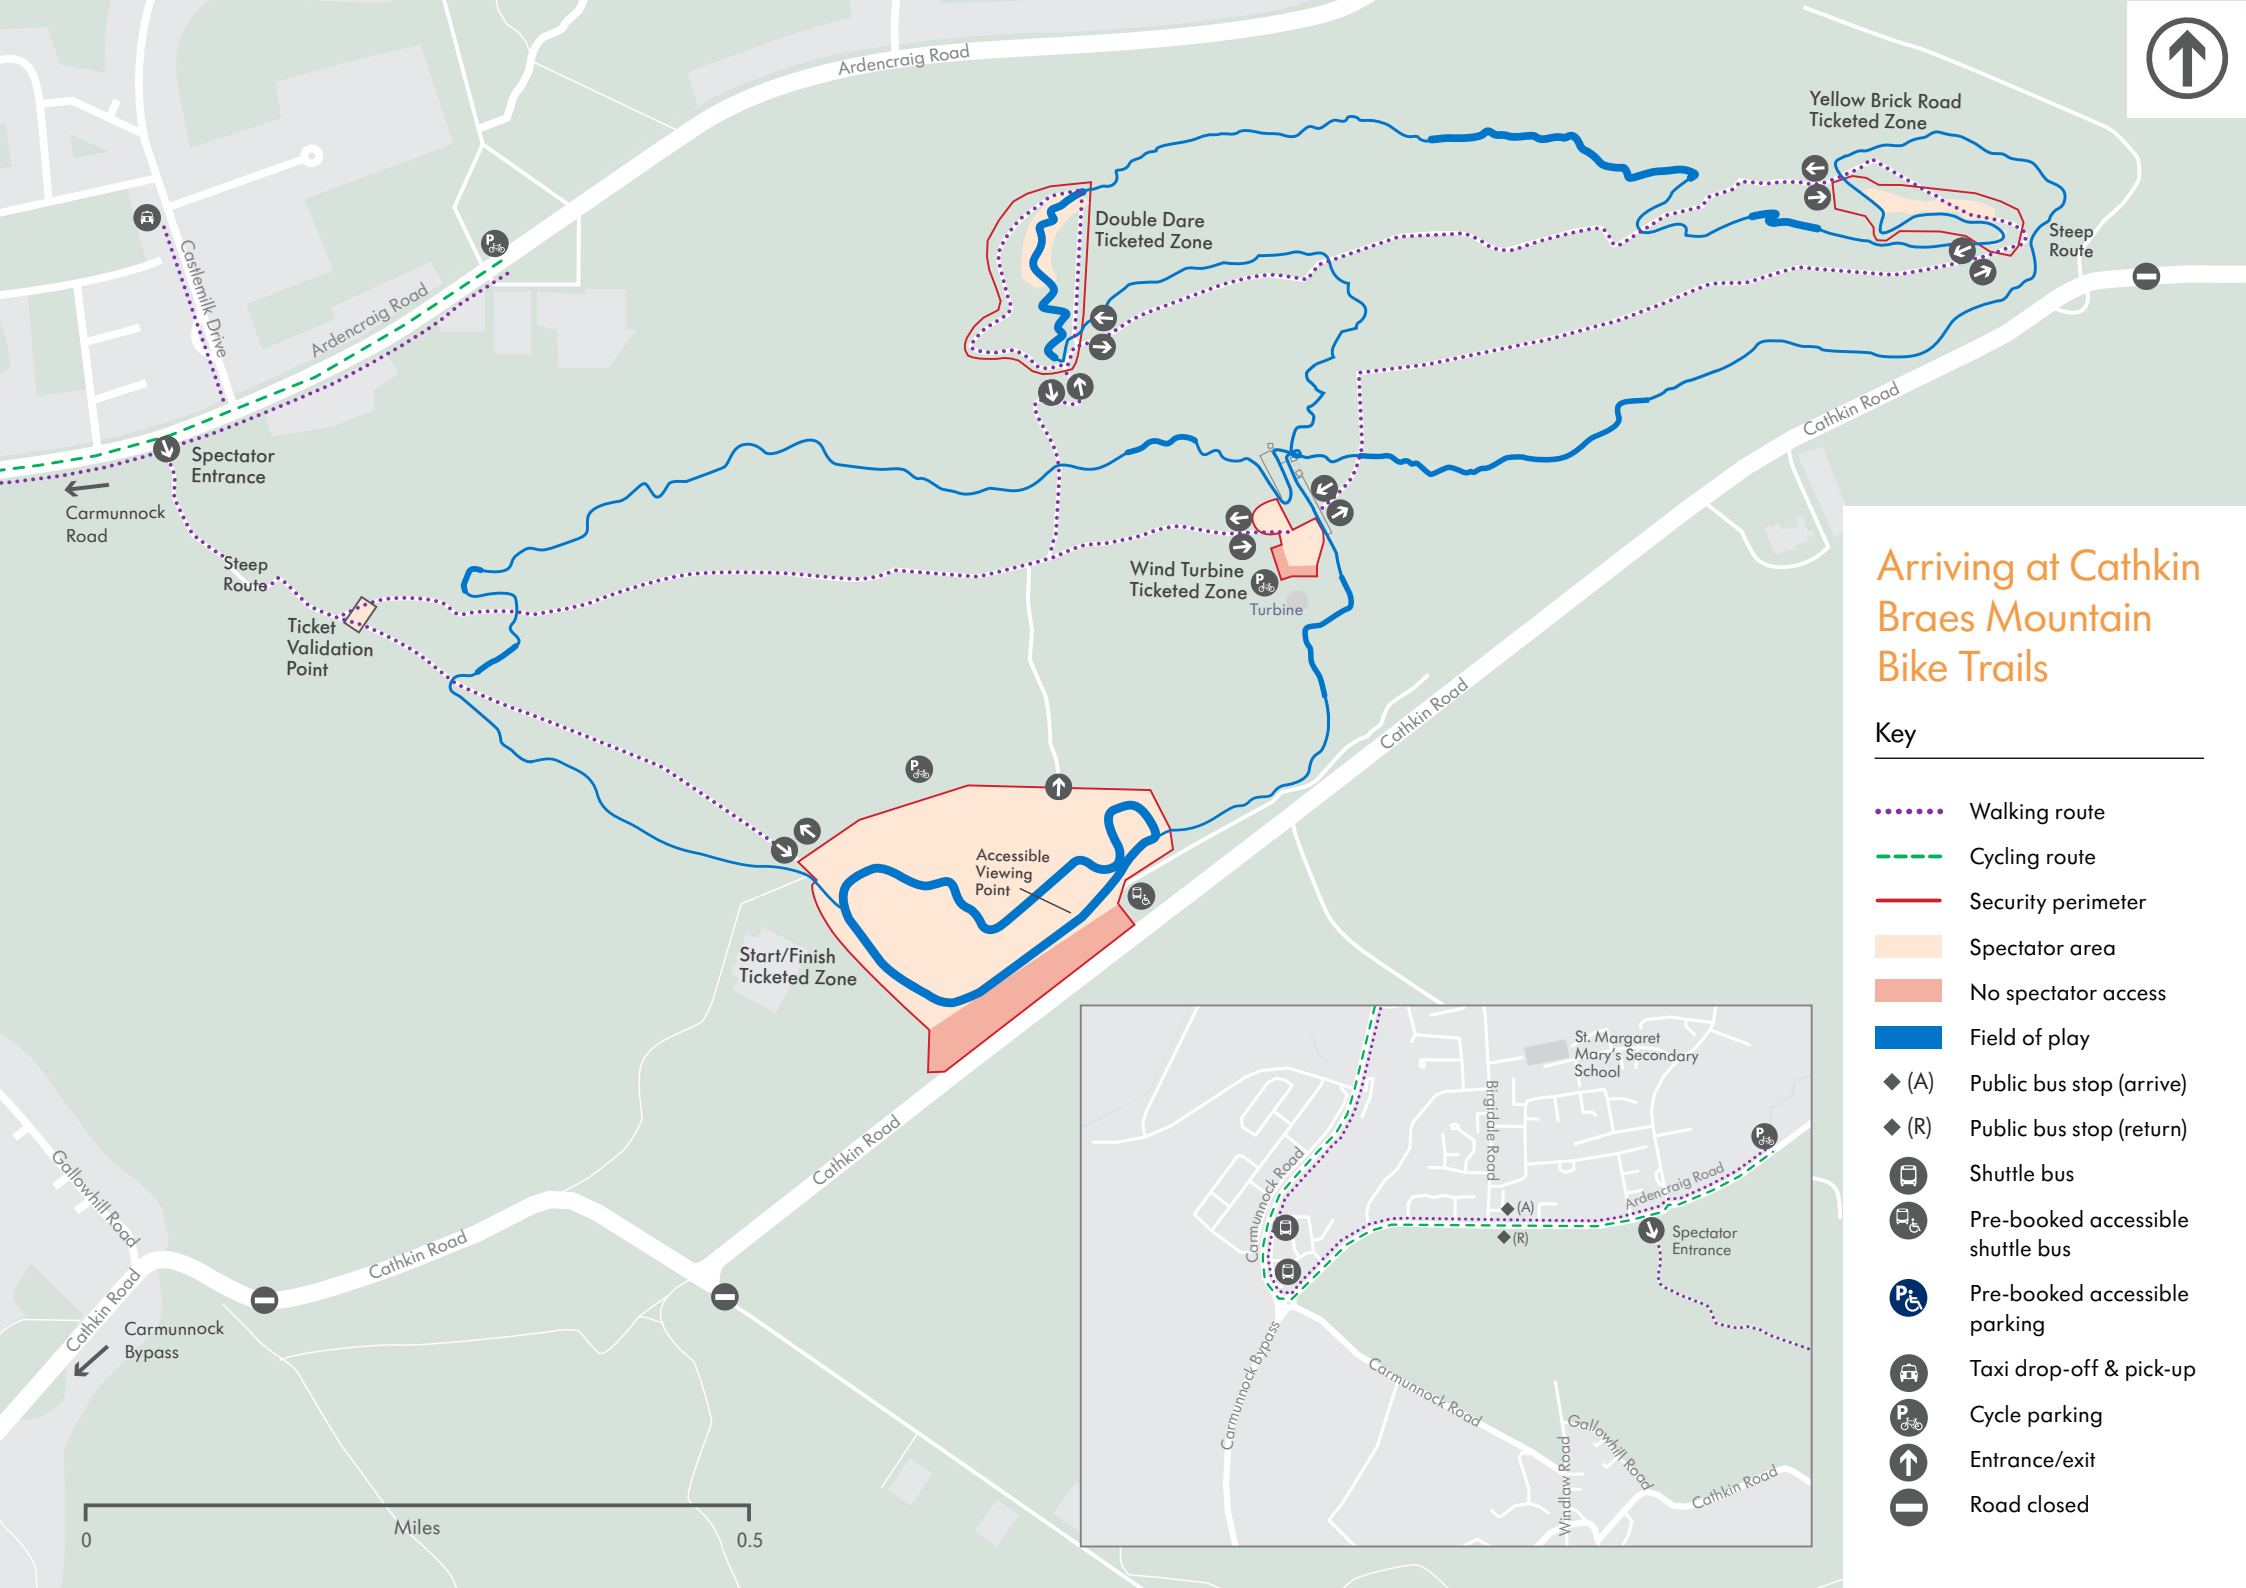 Ardencraig Road
Yellow Brick Road
Ticketed Zone
Double Dare
Ticketed Zone
Steep
Route
P
Castlemilk Drive
Ardencraig Road
Cathkin Road
Spectator
Entrance
Carmunnock
Road
Steep
Route
Ticket
Validation
Point
Wind Turbine
Ticketed Zone
P
Turbine
Cathkin Road
P
Accessible
Viewing
Point
Start/Finish
Ticketed Zone
Cathkin Road
Gallowhill Road
Cathkin Road
Cathkin Road
Carmunnock
Bypass
0
Miles
0.5
St. Margaret
Mary's Secondary
School
Birgidale Road
P
Carmunnock Road
Ardencraig Road
(A)
(R)
Spectator
Entrance
Carmunnock Bypass
Carmunnock Road
Gallowhill Road
Windlaw Road
Cathkin Road
Arriving at Cathkin
Braes Mountain
Bike Trails
Key
Walking route
Cycling route
Security perimeter
Spectator area
No spectator access
Field of play
(A) Public bus stop (arrive)
(R) Public bus stop (return)
Shuttle bus
Pre-booked accessible
shuttle bus
P Pre-booked accessible
parking
Taxi drop-off & pick-up
P Cycle parking
Entrance/exit
Road closed